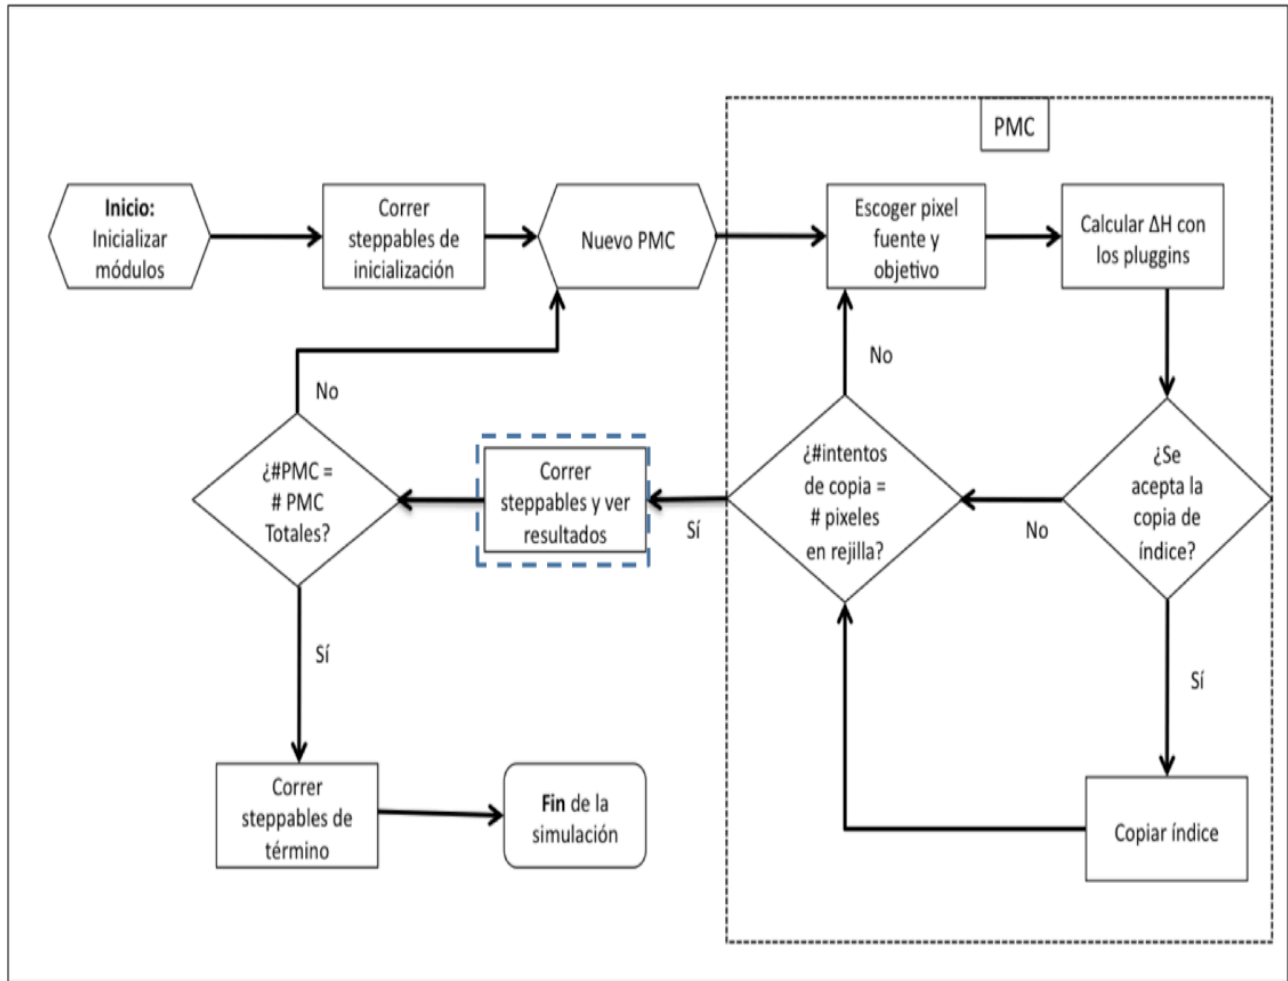 PMC
Inicio:
Inicializar
módulos
Correr
steppables de
inicialización
Nuevo PMC
Escoger pixel
fuente y
objetivo
Calcular ΔH con
los pluggins
No
No
¿#PMC =
# PMC
Totales?
Correr
steppables y ver
resultados
Sí
¿#intentos
de copia =
# pixeles
en rejilla?
No
¿Se
acepta la
copia de
índice?
Sí
Sí
Correr
steppables de
término
Fin de la
simulación
Copiar índice